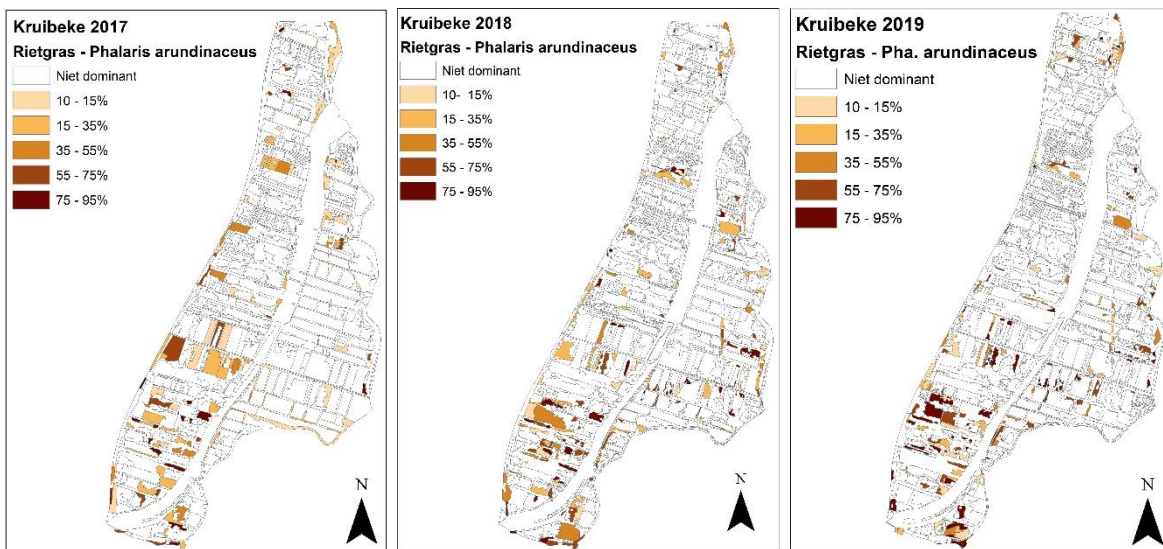 Kruibeke 2017
Rietgras - Phalaris arundinaceus
Niet dominant
10 - 15%
15 - 35%
35 - 55%
55 - 75%
75 - 95%
N
Kruibeke 2018
Rietgras - Phalaris arundinaceus
Niet dominant
10- 15%
15 - 35%
35 - 55%
55 - 75%
75 - 95%
N
Kruibeke 2019
Rietgras - Pha. arundinaceus
Niet dominant
10 - 15%
15 - 35%
35 - 55%
55 - 75%
75 - 95%
N